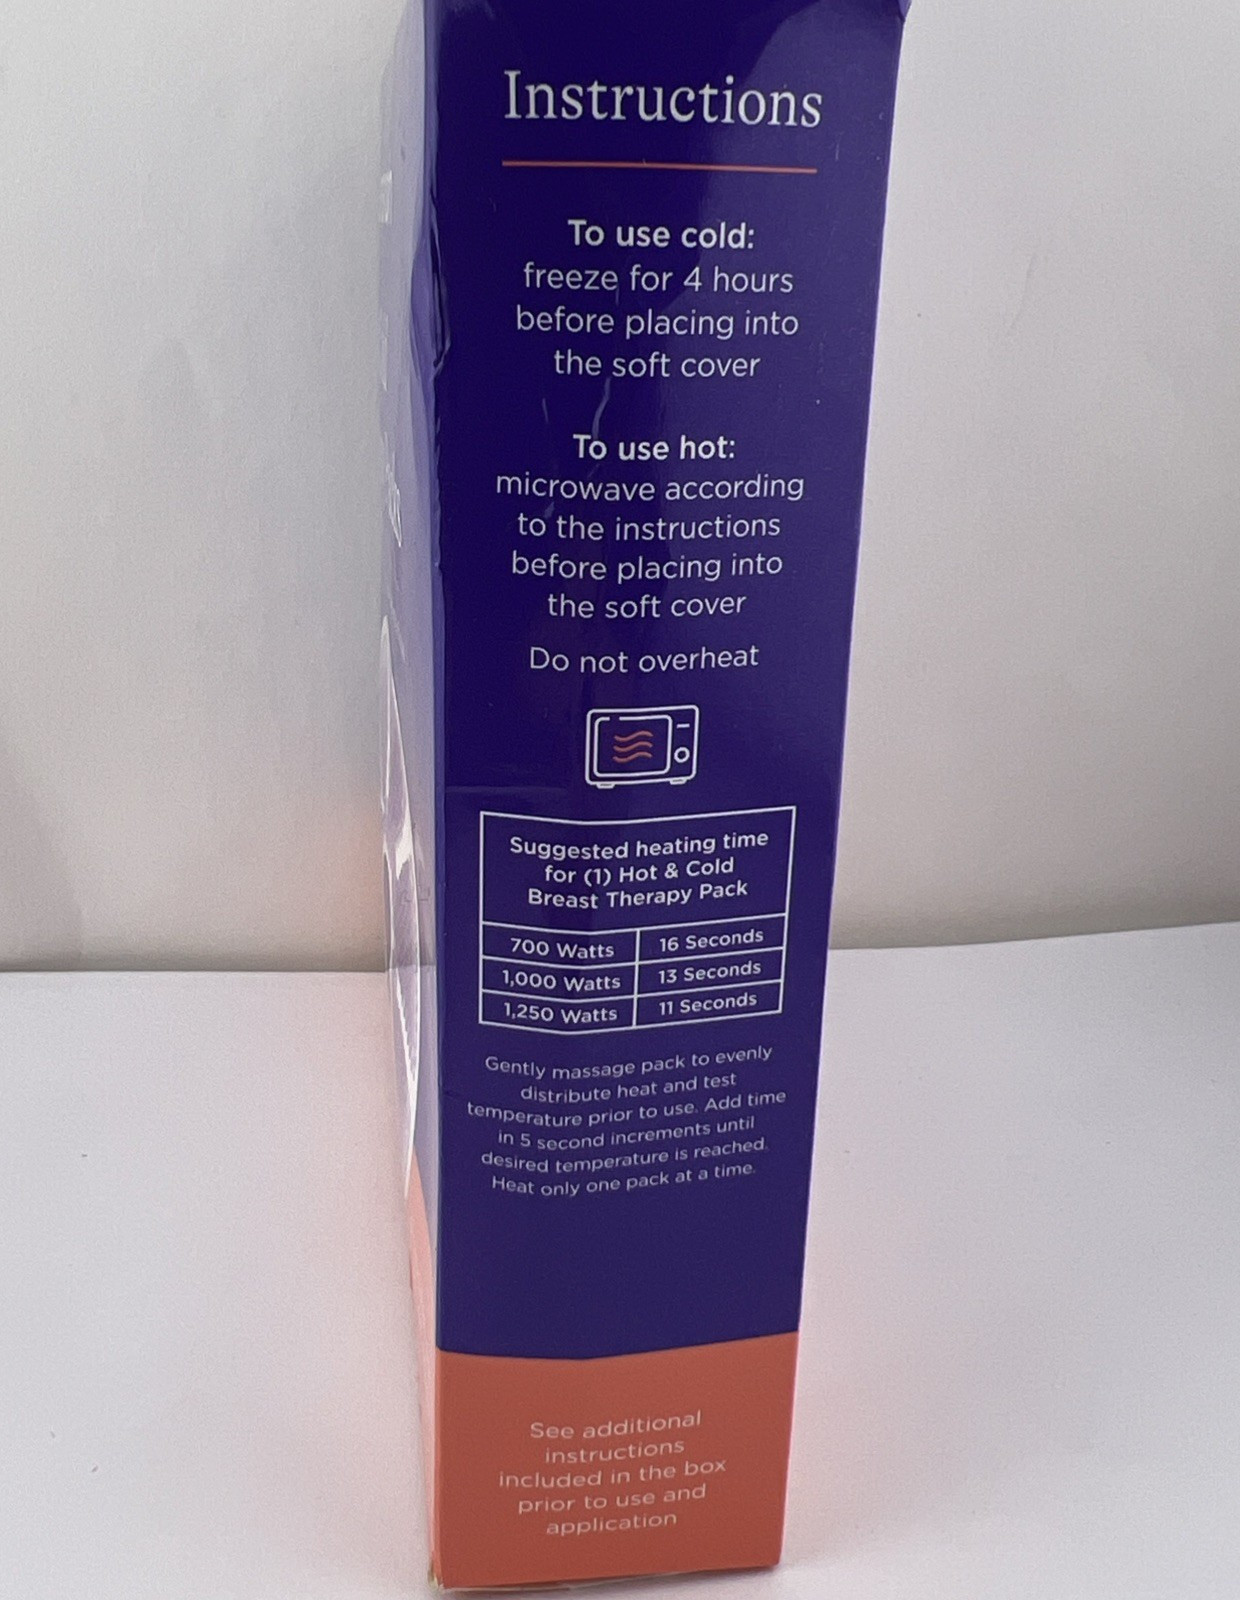 Instructions
To use cold:
freeze for 4 hours
before placing into
the soft cover
To use hot:
microwave according
to the instructions
before placing into
the soft cover
Do not overheat
Suggested heating time
for (1) Hot & Cold
Breast Therapy Pack
700 Watts 16 Seconds
1,000 Watts 13 Seconds
1,250 Watts 11 Seconds
Gently massage pack to evenly
distribute heat and test
temperature prior to use. Add time
in 5 second increments until
desired temperature is reached.
Heat only one pack at a time.
See additional
instructions
included in the box
prior to use and
application